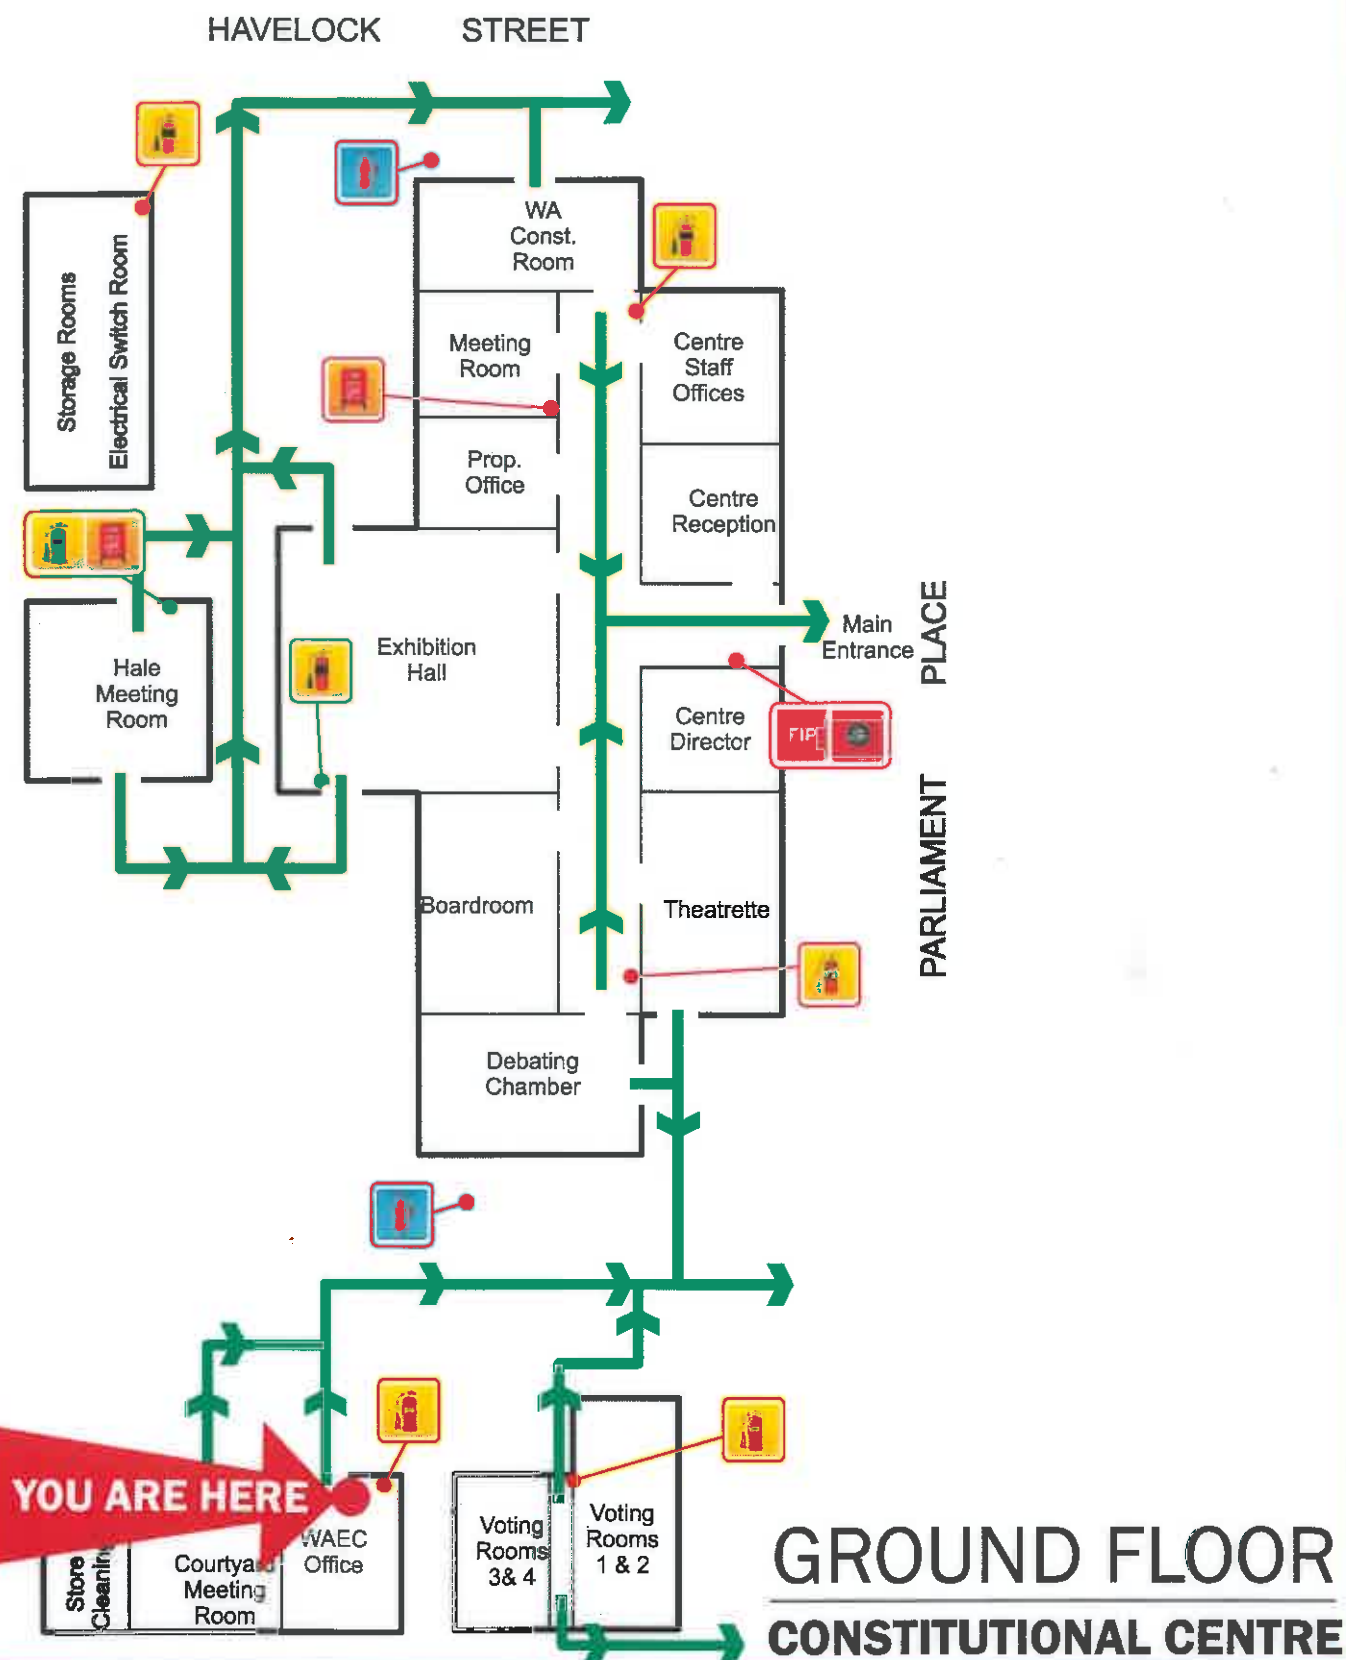 HAVELOCK STREET
WA
Const.
Room
Storage Rooms
Electrical Switch Room
Meeting
Room
Centre
Staff
Offices
Prop.
Office
Centre
Reception
Hale
Meeting
Room
Exhibition
Hall
Main
Entrance
PARLIAMENT PLACE
Centre
Director
FIP
Boardroom
Theatrette
Debating
Chamber
YOU ARE HERE
Store
Cleaning
Courtyard
Meeting
Room
WAEC
Office
Voting
Rooms
3& 4
Voting
Rooms
1 & 2
GROUND FLOOR
CONSTITUTIONAL CENTRE